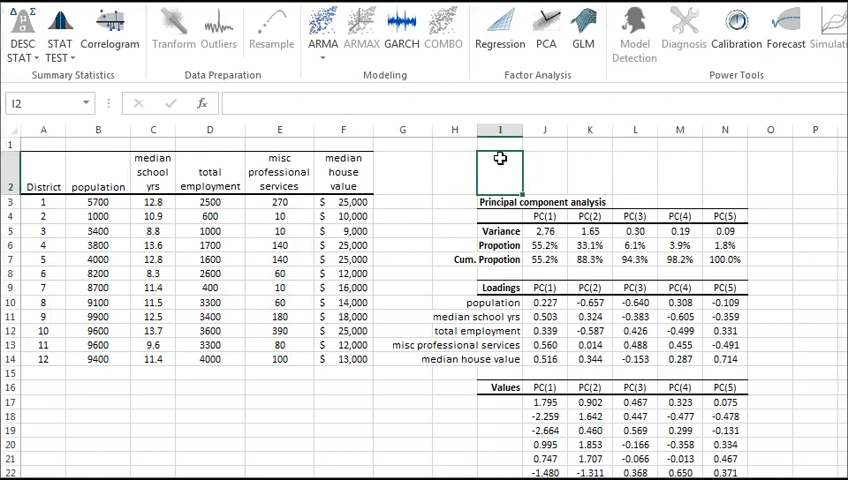 DESC STAT Correlogram Tranform Outliers Resample ARMA ARMAX GARCH COMBO Regression PCA GLM Model Diagnosis Calibration Forecast Simulati
STAT TEST Detection
Summary Statistics Data Preparation Modeling Factor Analysis Power Tools
I2 fx
A B C D E F G H I J K L M N O P
1
median misc median
school total professional house
2 District population yrs employment services value
3 1 5700 12.8 2500 270 $ 25,000 Principal component analysis
4 2 1000 10.9 600 10 $ 10,000 PC(1) PC(2) PC(3) PC(4) PC(5)
5 3 3400 8.8 1000 10 $ 9,000 Variance 2.76 1.65 0.30 0.19 0.09
6 4 3800 13.6 1700 140 $ 25,000 Propotion 55.2% 33.1% 6.1% 3.9% 1.8%
7 5 4000 12.8 1600 140 $ 25,000 Cum. Propotion 55.2% 88.3% 94.3% 98.2% 100.0%
8 6 8200 8.3 2600 60 $ 12,000
9 7 8700 11.4 400 10 $ 16,000 Loadings PC(1) PC(2) PC(3) PC(4) PC(5)
10 8 9100 11.5 3300 60 $ 14,000 population 0.227 -0.657 -0.640 0.308 -0.109
11 9 9900 12.5 3400 180 $ 18,000 median school yrs 0.503 0.324 -0.383 -0.605 -0.359
12 10 9600 13.7 3600 390 $ 25,000 total employment 0.339 -0.587 0.426 -0.499 0.331
13 11 9600 9.6 3300 80 $ 12,000 misc professional services 0.560 0.014 0.488 0.455 -0.491
14 12 9400 11.4 4000 100 $ 13,000 median house value 0.516 0.344 -0.153 0.287 0.714
15
16 Values PC(1) PC(2) PC(3) PC(4) PC(5)
17 1.795 0.902 0.467 0.323 0.075
18 -2.259 1.642 0.447 -0.477 -0.478
19 -2.664 0.460 0.569 0.299 -0.131
20 0.995 1.853 -0.166 -0.358 0.334
21 0.747 1.707 -0.066 -0.013 0.467
22 -1.480 -1.311 0.368 0.650 0.371